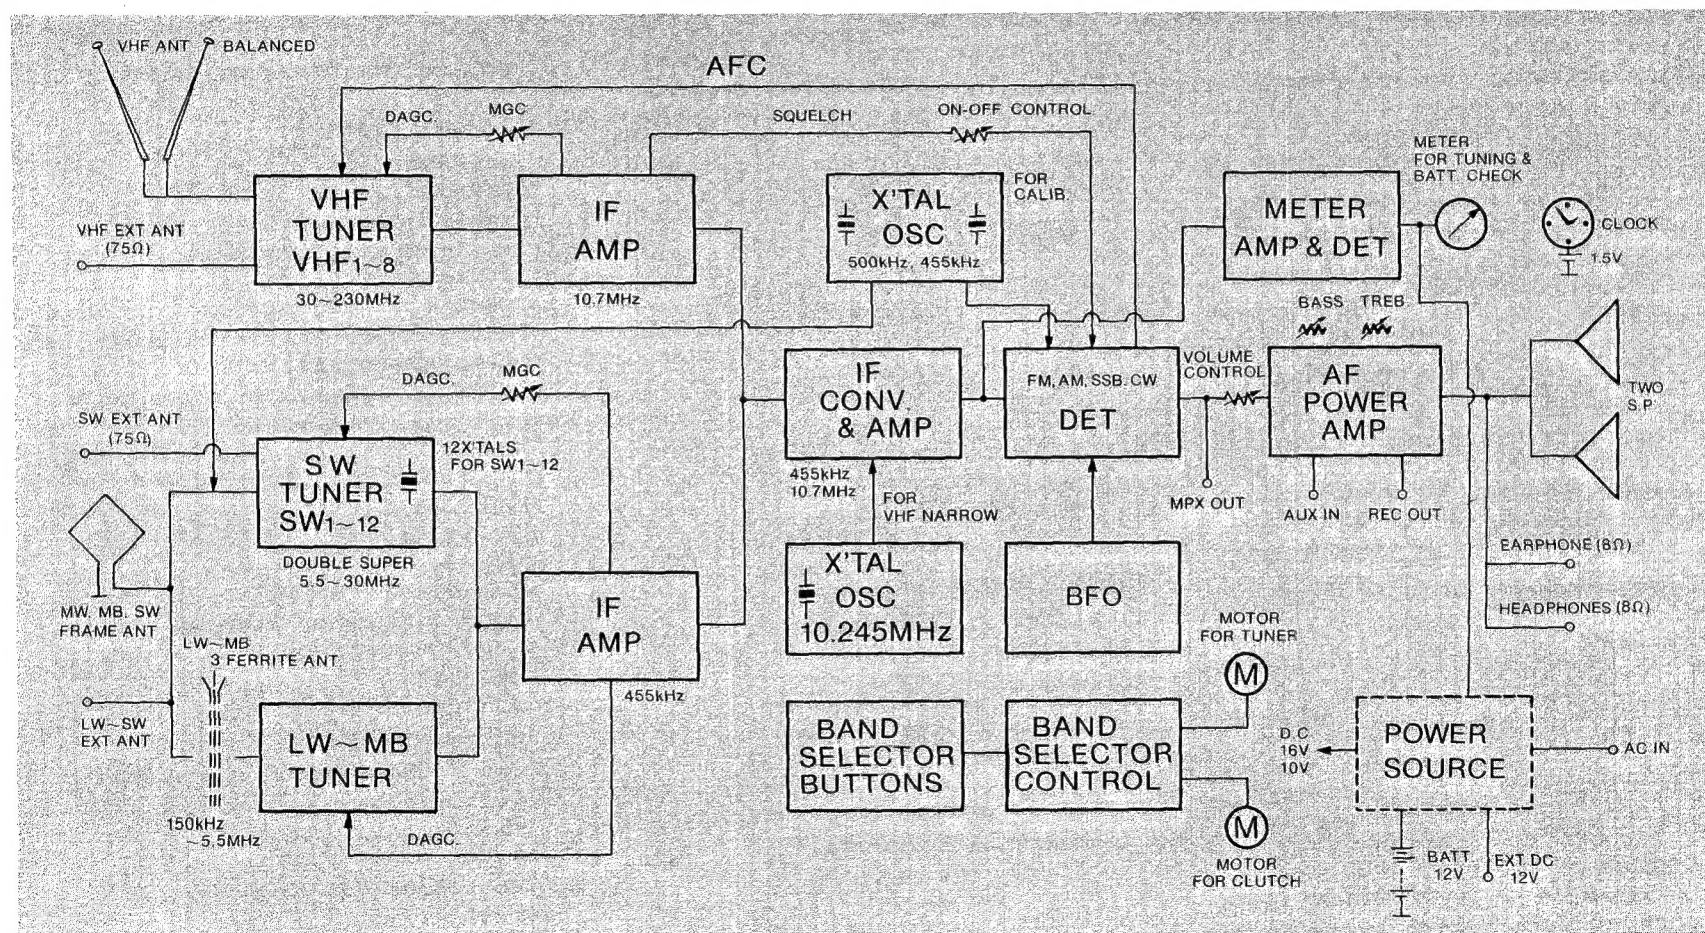 VHF ANT BALANCED
AFC
DAGC.
MGC
SQUELCH
ON-OFF CONTROL
VHF EXT ANT
(75Ω)
VHF
TUNER
VHF1~8
30~230MHz
IF
AMP
10.7MHz
X'TAL
OSC
500kHz, 455kHz
FOR
CALIB.
METER
AMP & DET
METER
FOR TUNING &
BATT. CHECK
CLOCK
1.5V
BASS TREB
SW EXT ANT
(75Ω)
DAGC.
MGC
SW
TUNER
SW1~12
12X'TALS
FOR SW1~12
DOUBLE SUPER
5.5~30MHz
IF
CONV.
& AMP
455kHz
10.7MHz
FOR
VHF NARROW
FM, AM, SSB. CW
DET
VOLUME
CONTROL
MPX OUT
AF
POWER
AMP
AUX IN
REC OUT
TWO
S.P.
EARPHONE (8Ω)
HEADPHONES (8Ω)
MW, MB, SW
FRAME ANT
LW~MB
3 FERRITE ANT.
IF
AMP
455kHz
X'TAL
OSC
10.245MHz
BFO
LW~SW
EXT ANT
LW~MB
TUNER
150kHz
~5.5MHz
DAGC.
BAND
SELECTOR
BUTTONS
BAND
SELECTOR
CONTROL
MOTOR
FOR TUNER
M
M
MOTOR
FOR CLUTCH
D.C
16V
10V
POWER
SOURCE
AC IN
BATT.
12V
EXT DC
12V